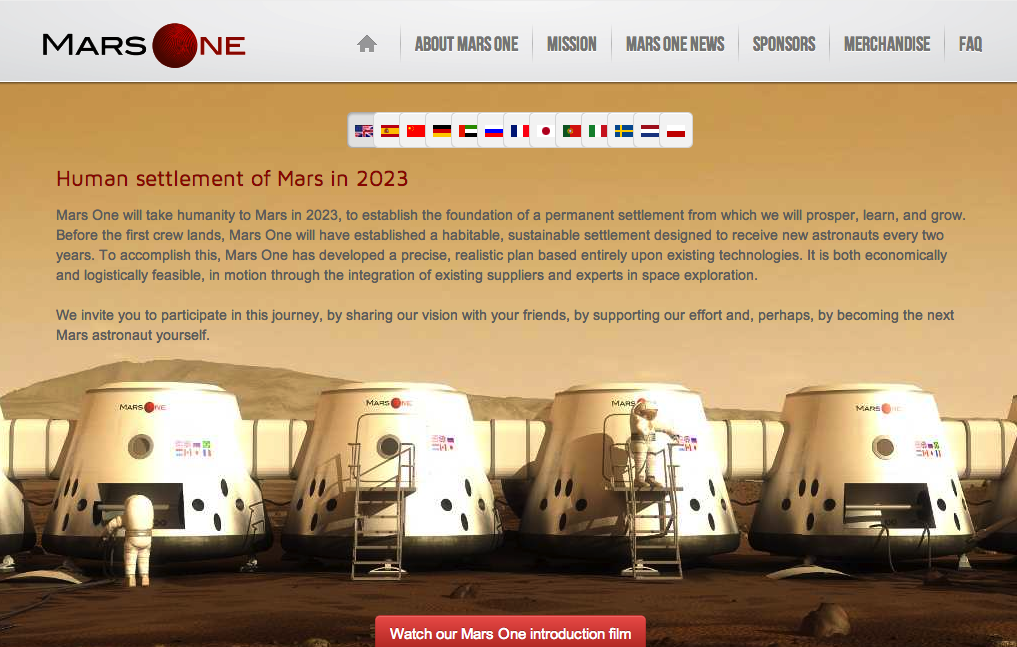 MARS ONE
ABOUT MARS ONE
MISSION
MARS ONE NEWS
SPONSORS
MERCHANDISE
FAQ
Human settlement of Mars in 2023
Mars One will take humanity to Mars in 2023, to establish the foundation of a permanent settlement from which we will prosper, learn, and grow.
Before the first crew lands, Mars One will have established a habitable, sustainable settlement designed to receive new astronauts every two
years. To accomplish this, Mars One has developed a precise, realistic plan based entirely upon existing technologies. It is both economically
and logistically feasible, in motion through the integration of existing suppliers and experts in space exploration.
We invite you to participate in this journey, by sharing our vision with your friends, by supporting our effort and, perhaps, by becoming the next
Mars astronaut yourself.
MARS ONE
MARS ONE
MARS
MARS ONE
Watch our Mars One introduction film